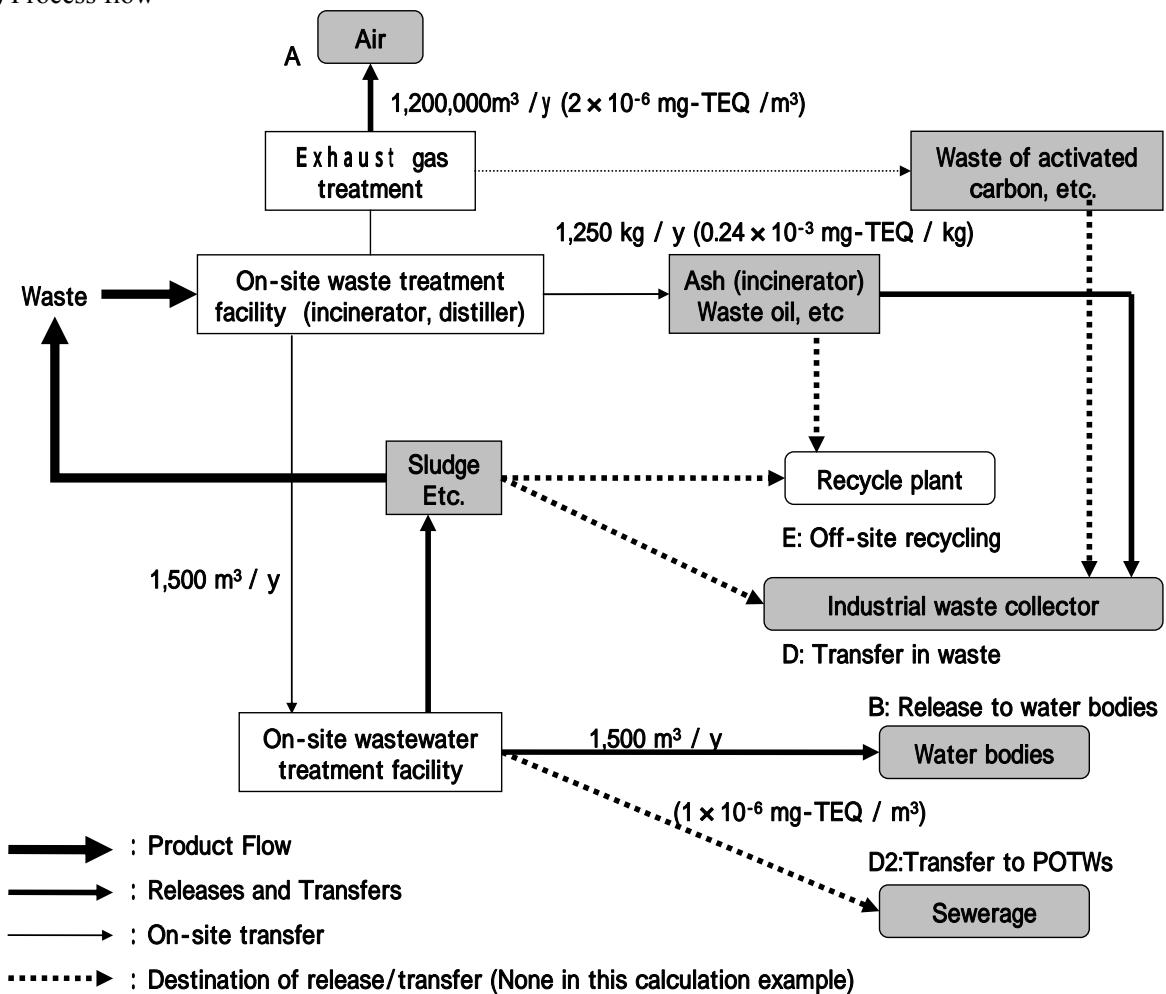 Process flow
Air
A
1,200,000m³ / y (2 × 10⁻⁶ mg-TEQ /m³)
Exhaust gas
treatment
Waste of activated
carbon, etc.
1,250 kg / y (0.24 × 10⁻³ mg-TEQ / kg)
Waste
On-site waste treatment
facility (incinerator, distiller)
Ash (incinerator)
Waste oil, etc
Sludge
Etc.
Recycle plant
E: Off-site recycling
1,500 m³ / y
Industrial waste collector
D: Transfer in waste
B: Release to water bodies
On-site wastewater
treatment facility
1,500 m³ / y
Water bodies
(1 × 10⁻⁶ mg-TEQ / m³)
D2:Transfer to POTWs
Sewerage
: Product Flow
: Releases and Transfers
: On-site transfer
: Destination of release/transfer (None in this calculation example)